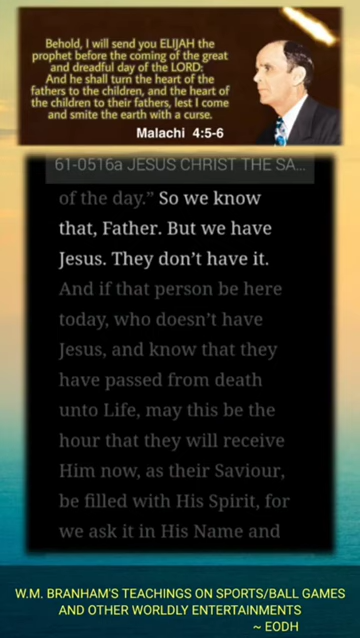 Behold, I will send you ELIJAH the
prophet before the coming of the great
and dreadful day of the LORD:
And he shall turn the heart of the
fathers to the children, and the heart of
the children to their fathers, lest I come
and smite the earth with a curse.
Malachi 4:5-6
61-0516a JESUS CHRIST THE SA...
of the day.” So we know
that, Father. But we have
Jesus. They don’t have it.
And if that person be here
today, who doesn’t have
Jesus, and know that they
have passed from death
unto Life, may this be the
hour that they will receive
Him now, as their Saviour,
be filled with His Spirit, for
we ask it in His Name and
W.M. BRANHAM'S TEACHINGS ON SPORTS/BALL GAMES
AND OTHER WORLDLY ENTERTAINMENTS
~ EODH